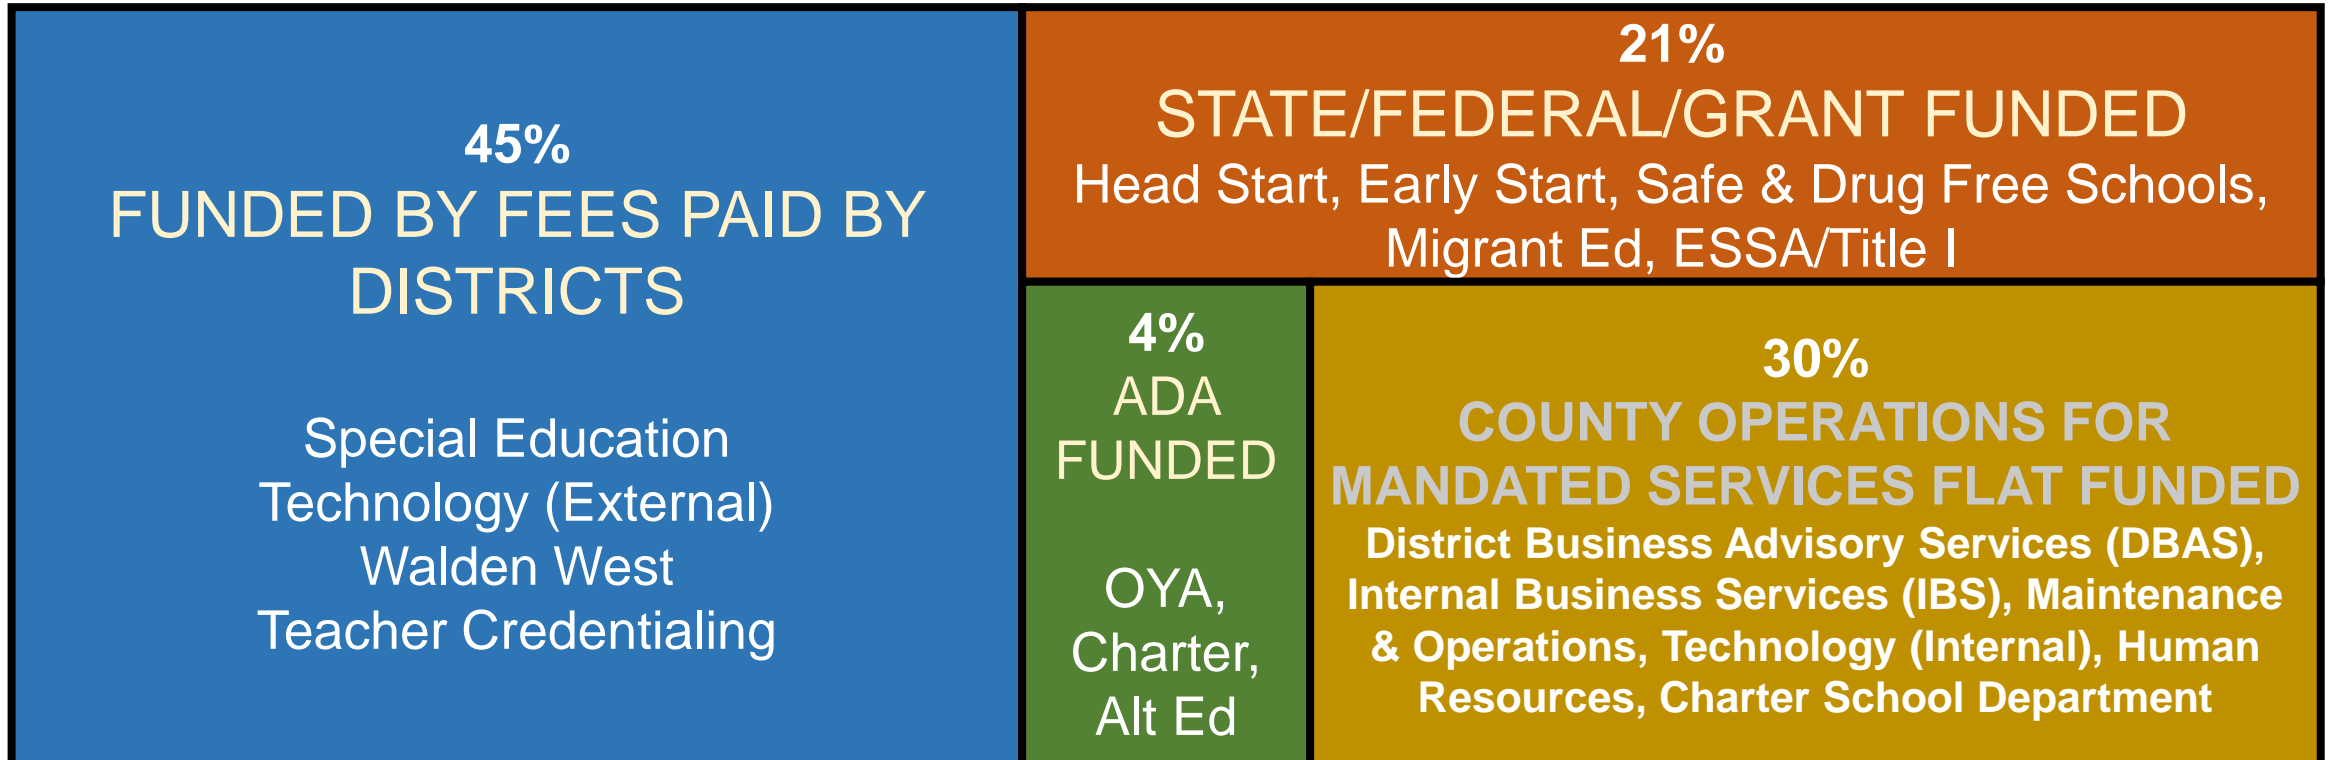 45%
FUNDED BY FEES PAID BY
DISTRICTS
Special Education
Technology (External)
Walden West
Teacher Credentialing
21%
STATE/FEDERAL/GRANT FUNDED
Head Start, Early Start, Safe & Drug Free Schools,
Migrant Ed, ESSA/Title I
4%
ADA
FUNDED
OYA,
Charter,
Alt Ed
30%
COUNTY OPERATIONS FOR
MANDATED SERVICES FLAT FUNDED
District Business Advisory Services (DBAS),
Internal Business Services (IBS), Maintenance
& Operations, Technology (Internal), Human
Resources, Charter School Department